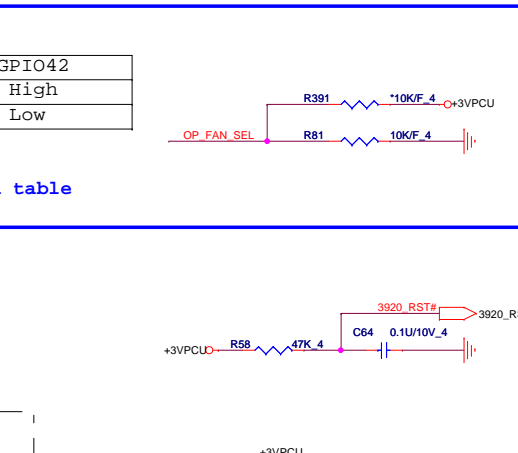 GPIO42
High
Low
R391 *10K/F_4 +3VPCU
OP_FAN_SEL R81 10K/F_4
table
3920_RST# 3920_R
C64 0.1U/10V_4
+3VPCU R58 47K_4
+3VPCU